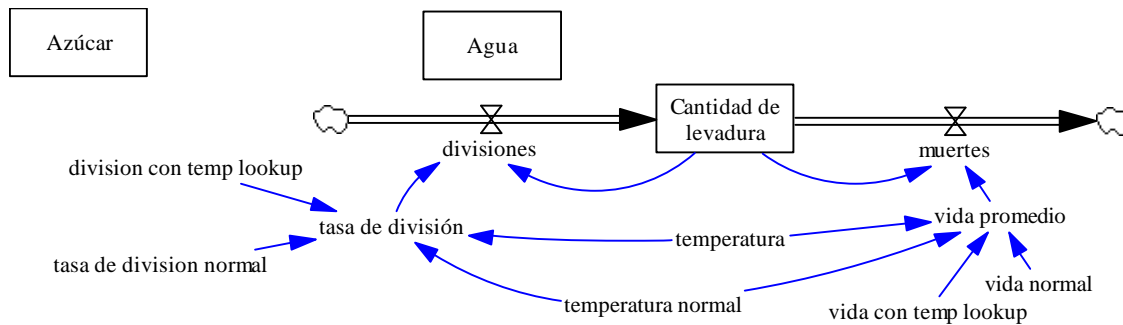 Azúcar
Agua
Cantidad de
levadura
divisiones
muertes
division con temp lookup
tasa de división
temperatura
vida promedio
tasa de division normal
temperatura normal
vida normal
vida con temp lookup